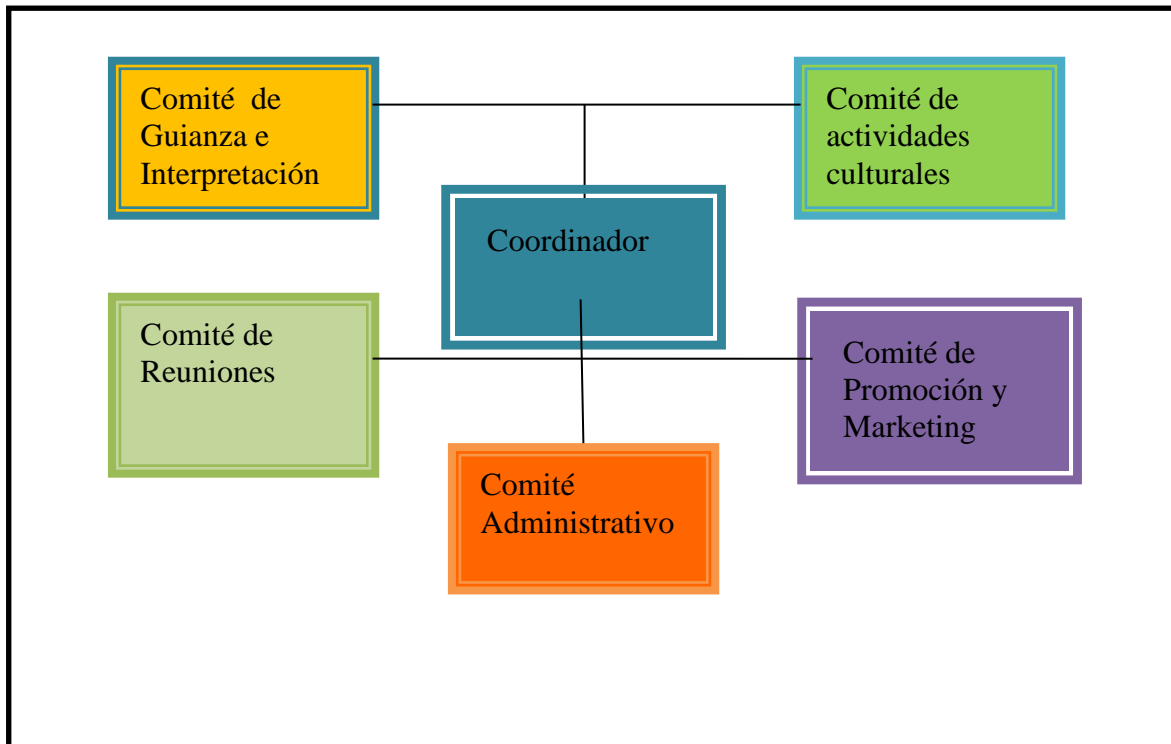 Comité de
Guianza e
Interpretación
Comité de
actividades
culturales
Coordinador
Comité de
Reuniones
Comité de
Promoción y
Marketing
Comité
Administrativo